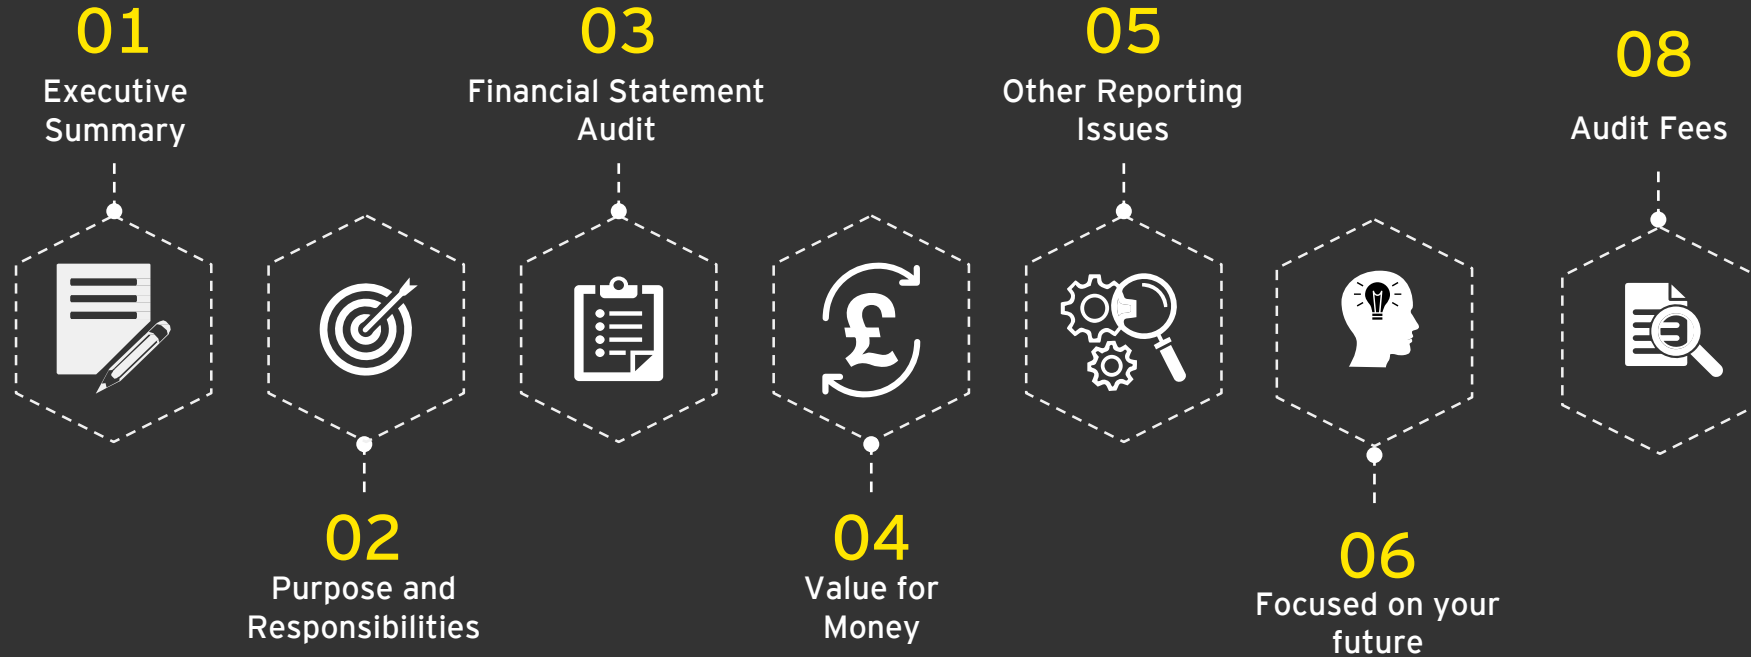 01
Executive
Summary
02
Purpose and
Responsibilities
03
Financial Statement
Audit
04
Value for
Money
05
Other Reporting
Issues
06
Focused on your
future
08
Audit Fees